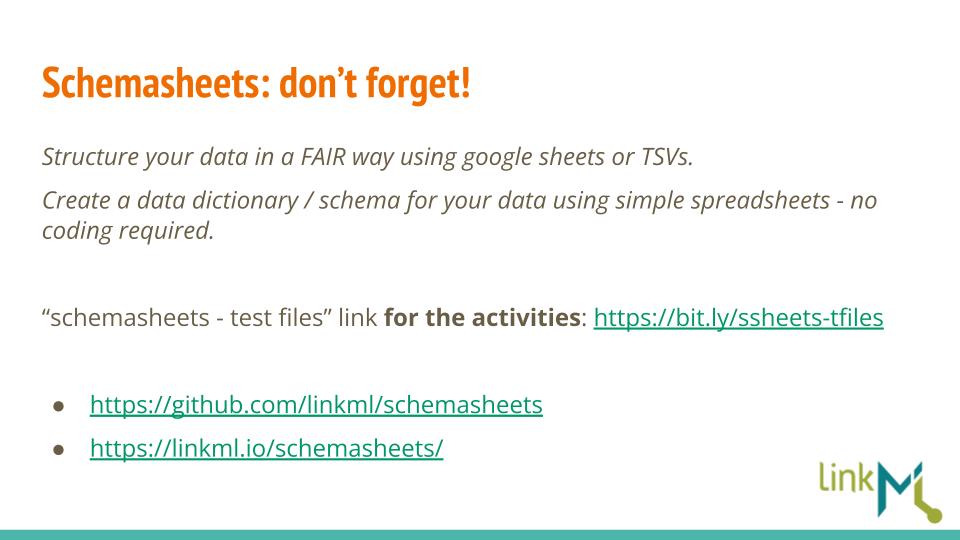 Schemasheets: don’t forget!
Structure your data in a FAIR way using google sheets or TSVs.
Create a data dictionary / schema for your data using simple spreadsheets - no
coding required.
“schemasheets - test files” link for the activities: https://bit.ly/ssheets-tfiles
● https://github.com/linkml/schemasheets
● https://linkml.io/schemasheets/
link ML